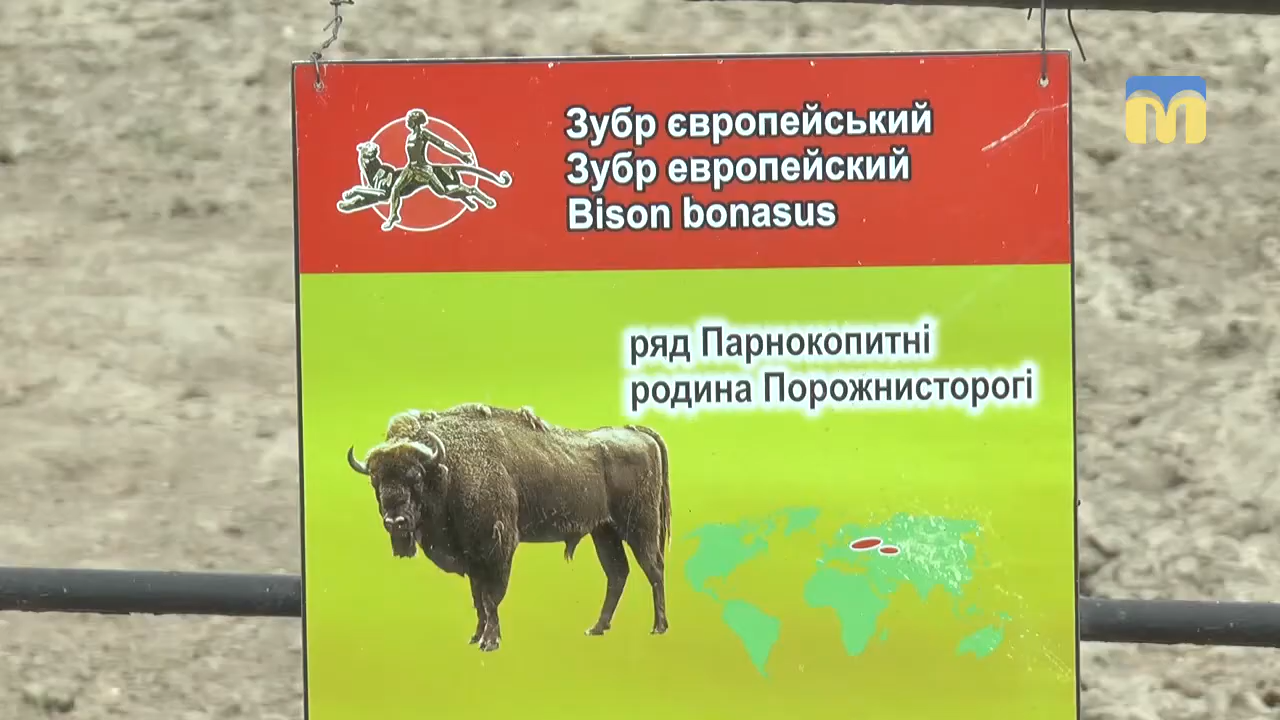 Зубр європейський
Зубр европейский
Bison bonasus
ряд Парнокопитні
родина Порожнисторогі